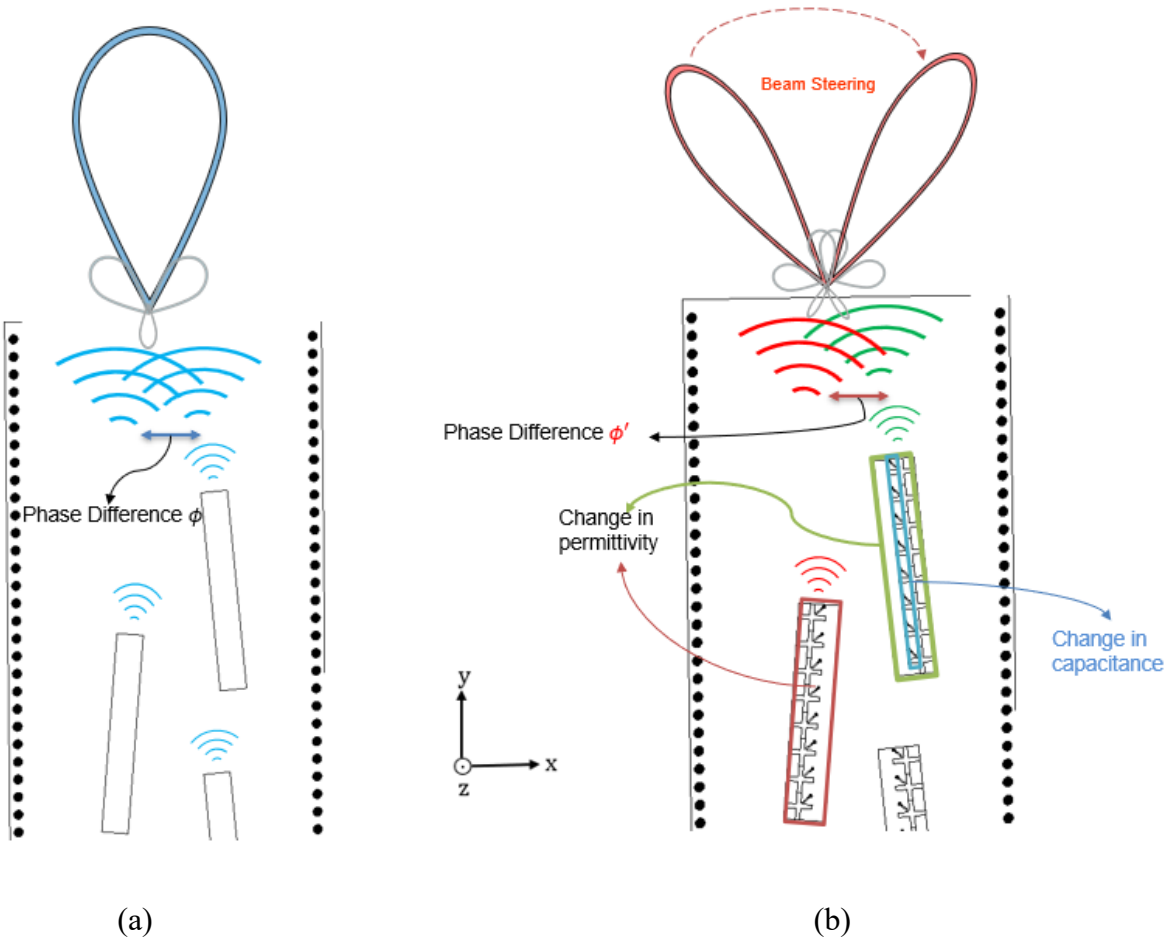 Beam Steering
Phase Difference ϕ
Phase Difference ϕ′
Change in
permittivity
Change in
capacitance
y
x
z
(a)
(b)